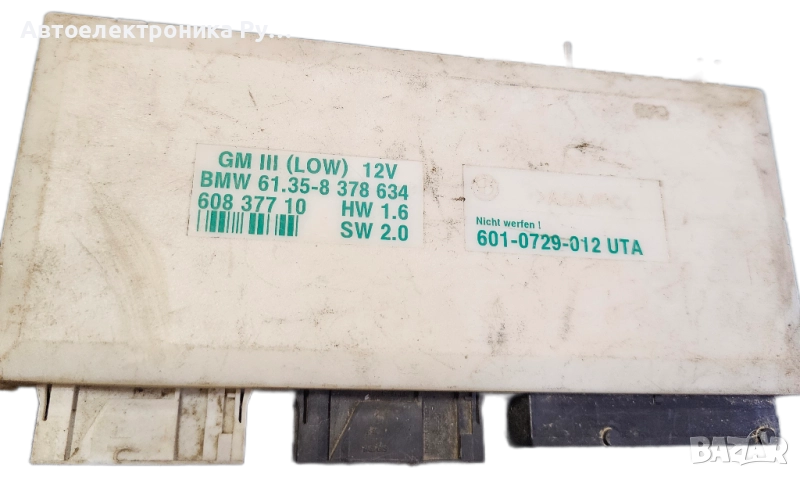 Автоелектроника Ру...
GM III (LOW) 12V
BMW 61.35-8 378 634
608 377 10 HW 1.6
SW 2.0
Nicht werfen !
601-0729-012 UTA
BAZAR